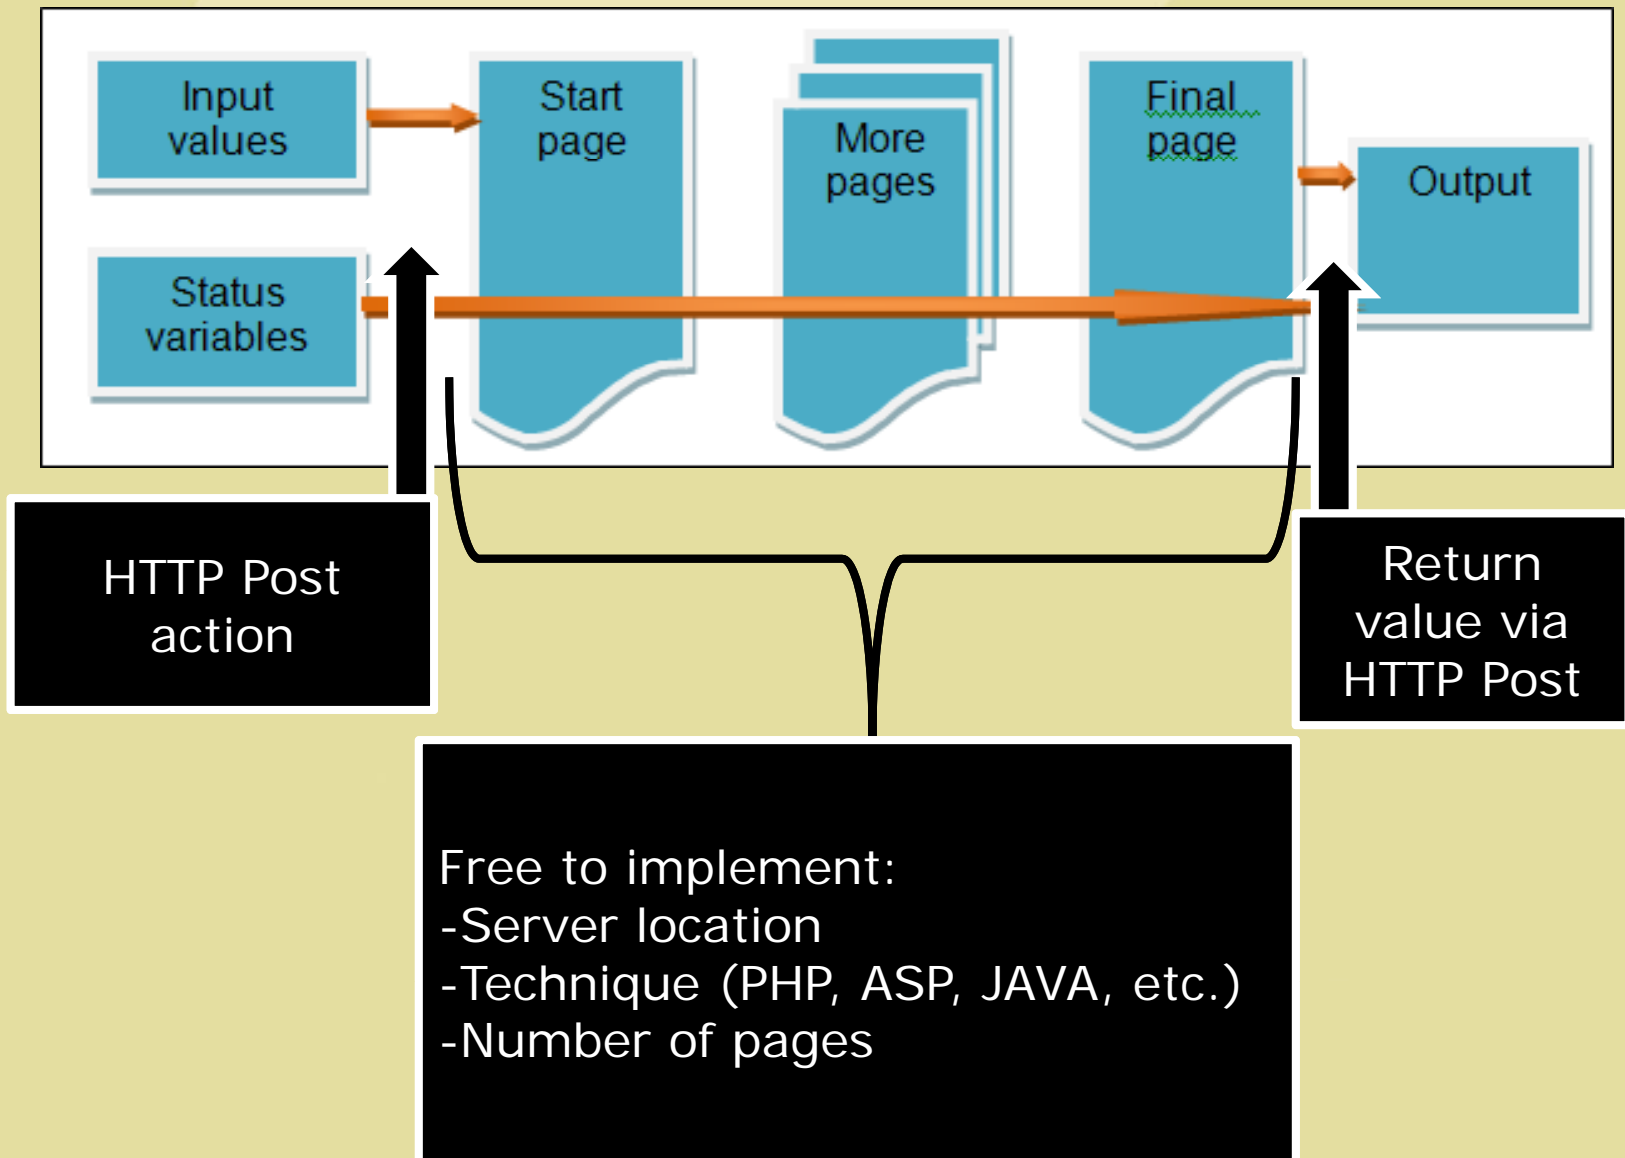 Input
values
Start
page
More
pages
Final
page
Output
Status
variables
HTTP Post
action
Return
value via
HTTP Post
Free to implement:
-Server location
-Technique (PHP, ASP, JAVA, etc.)
-Number of pages